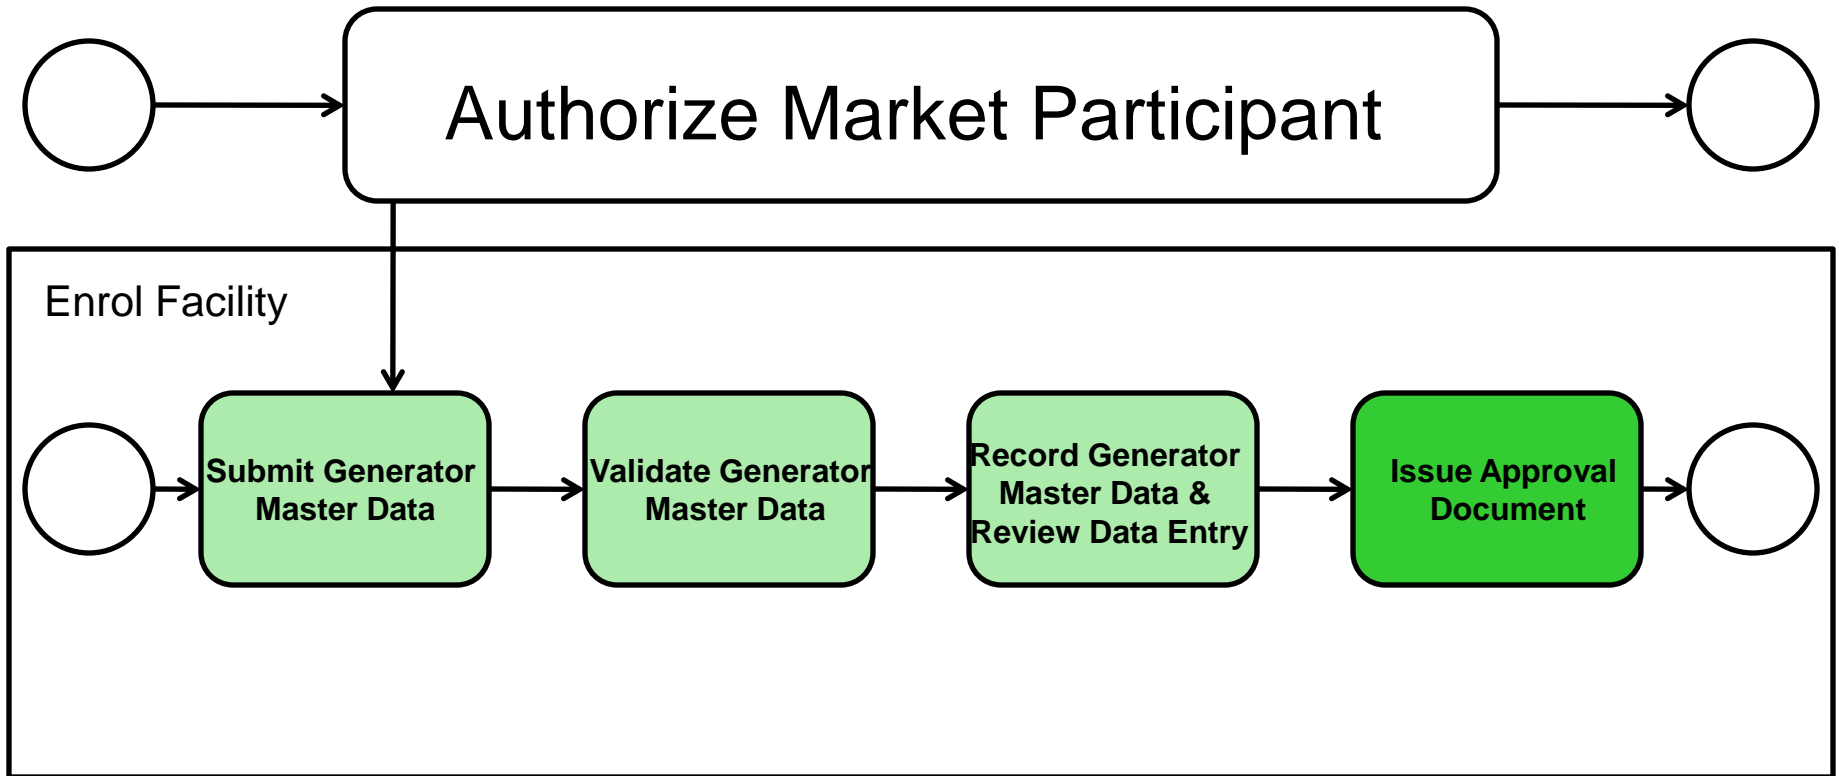 Authorize Market Participant
Enrol Facility
Submit Generator
Master Data
Validate Generator
Master Data
Record Generator
Master Data &
Review Data Entry
Issue Approval
Document